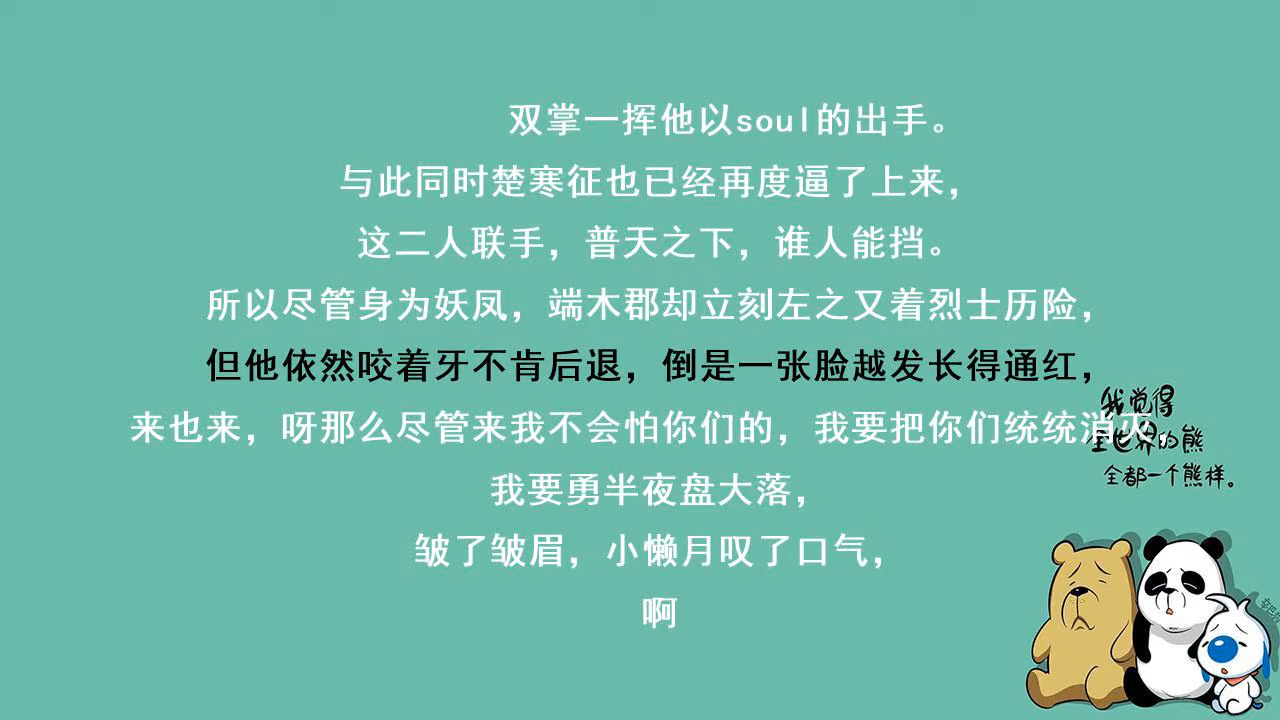 双掌一挥他以soul的出手。
与此同时楚寒征也已经再度逼了上来，
这二人联手，普天之下，谁人能挡。
所以尽管身为妖凤，端木郡却立刻左之又着烈士历险，
但他依然咬着牙不肯后退，倒是一张脸越发长得通红，
来也来，呀那么尽管来我不会怕你们的，我要把你们统统消灭，
我要勇半夜盘大落，
皱了皱眉，小懒月叹了口气，
啊
我觉得
全世界的熊
全都一个熊样。